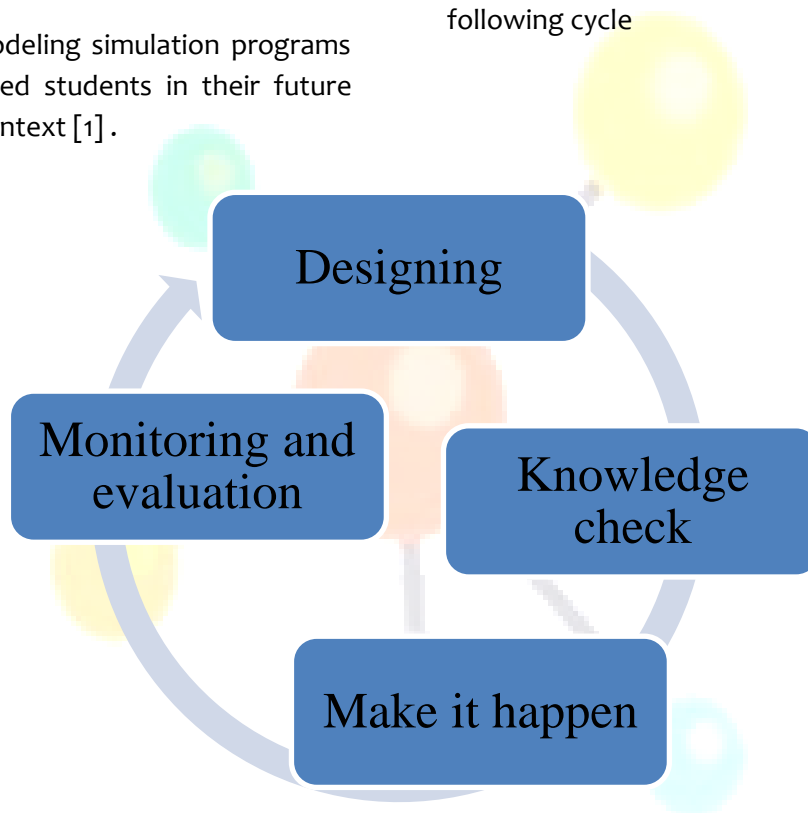 odeling simulation programs
ed students in their future
ntext [1] .
following cycle
Designing
Knowledge
check
Make it happen
Monitoring and
evaluation